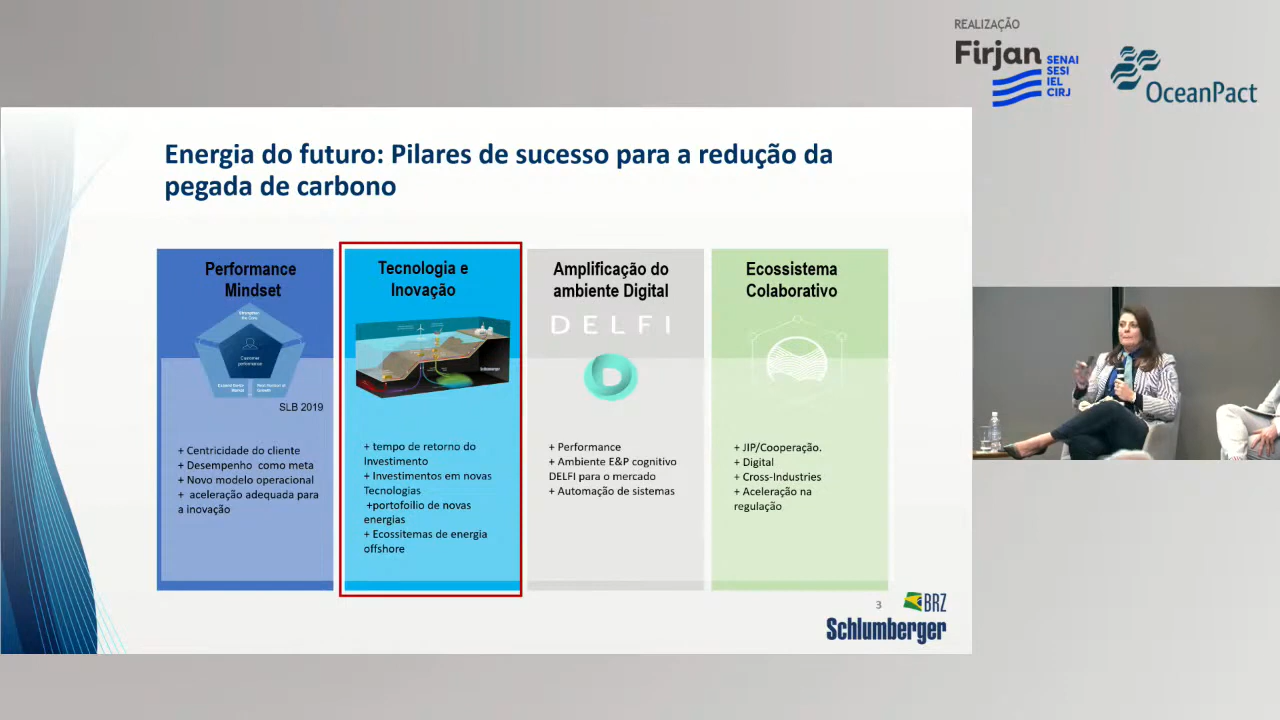 REALIZAÇÃO
Firjan
SENAI
SESI
IEL
CIRJ
OceanPact
Energia do futuro: Pilares de sucesso para a redução da
pegada de carbono
Performance
Mindset
Customer
performance
SLB 2019
+ Centricidade do cliente
+ Desempenho como meta
+ Novo modelo operacional
+ aceleração adequada para
a inovação
Tecnologia e
Inovação
Schlumberger
+ tempo de retorno do
Investimento
+ Investimentos em novas
Tecnologias
+portofoilio de novas
energias
+ Ecossitemas de energia
offshore
Amplificação do
ambiente Digital
DELFI
D
+ Performance
+ Ambiente E&P cognitivo
DELFI para o mercado
+ Automação de sistemas
Ecossistema
Colaborativo
+ JIP/Cooperação.
+ Digital
+ Cross-Industries
+ Aceleração na
regulação
3
BRZ
Schlumberger